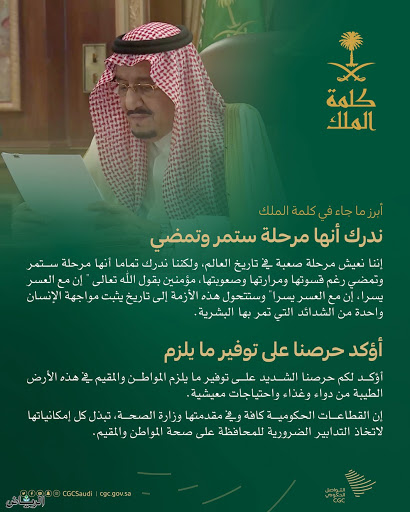 كلمة
الملك
أبرز ما جاء في كلمة الملك
ندرك أنها مرحلة ستمر وتمضي
إننا نعيش مرحلة صعبة في تاريخ العالم، ولكننا ندرك تماما أنها مرحلة ستمر
وتمضي رغم قسوتها ومرارتها وصعوبتها، مؤمنين بقول الله تعالى " إن مع العسر
يسرا، إن مع العسر يسرا" وستتحول هذه الأزمة إلى تاريخ يثبت مواجهة الإنسان
واحدة من الشدائد التي تمر بها البشرية.
أؤكد حرصنا على توفير ما يلزم
أؤكد لكم حرصنا الشديد على توفير ما يلزم المواطن والمقيم في هذه الأرض
الطيبة من دواء وغذاء واحتياجات معيشية.
إن القطاعات الحكومية كافة وفي مقدمتها وزارة الصحة، تبذل كل إمكانياتها
لاتخاذ التدابير الضرورية للمحافظة على صحة المواطن والمقيم.
الرياض
CGCSaudi | cgc.gov.sa
التواصل
الحكومي
CGC